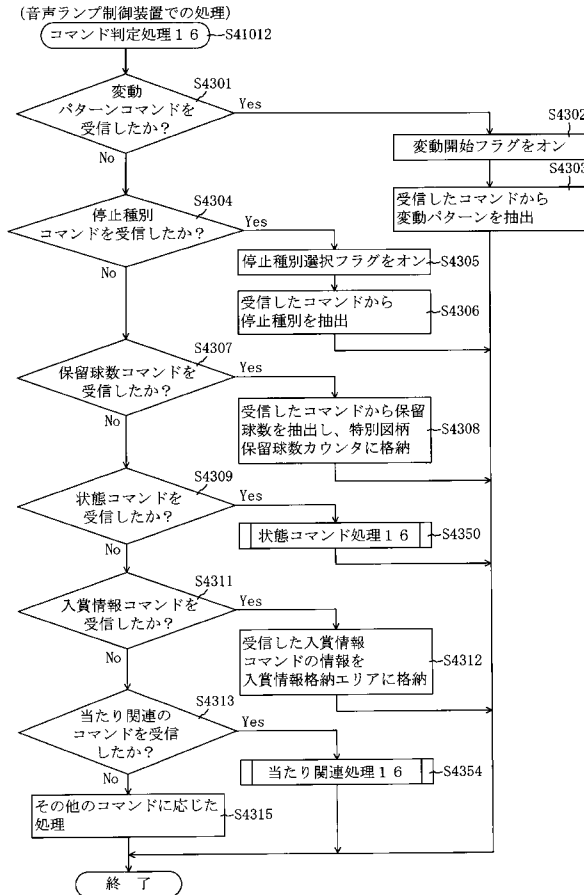 (音声ランプ制御装置での処理)
コマンド判定処理16
S41012
変動
パターンコマンドを
受信したか?
S4301
Yes
No
S4302
変動開始フラグをオン
S4303
受信したコマンドから
変動パターンを抽出
停止種別
コマンドを受信したか?
S4304
Yes
No
停止種別選択フラグをオン
S4305
受信したコマンドから
停止種別を抽出
S4306
保留球数コマンドを
受信したか?
S4307
Yes
No
受信したコマンドから保留
球数を抽出し、特別図柄
保留球数カウンタに格納
S4308
状態コマンドを
受信したか?
S4309
Yes
No
状態コマンド処理16
S4350
入賞情報コマンドを
受信したか?
S4311
Yes
No
受信した入賞情報
コマンドの情報を
入賞情報格納エリアに格納
S4312
当たり関連の
コマンドを受信
したか?
S4313
Yes
No
当たり関連処理16
S4354
その他のコマンドに応じた
処理
S4315
終 了